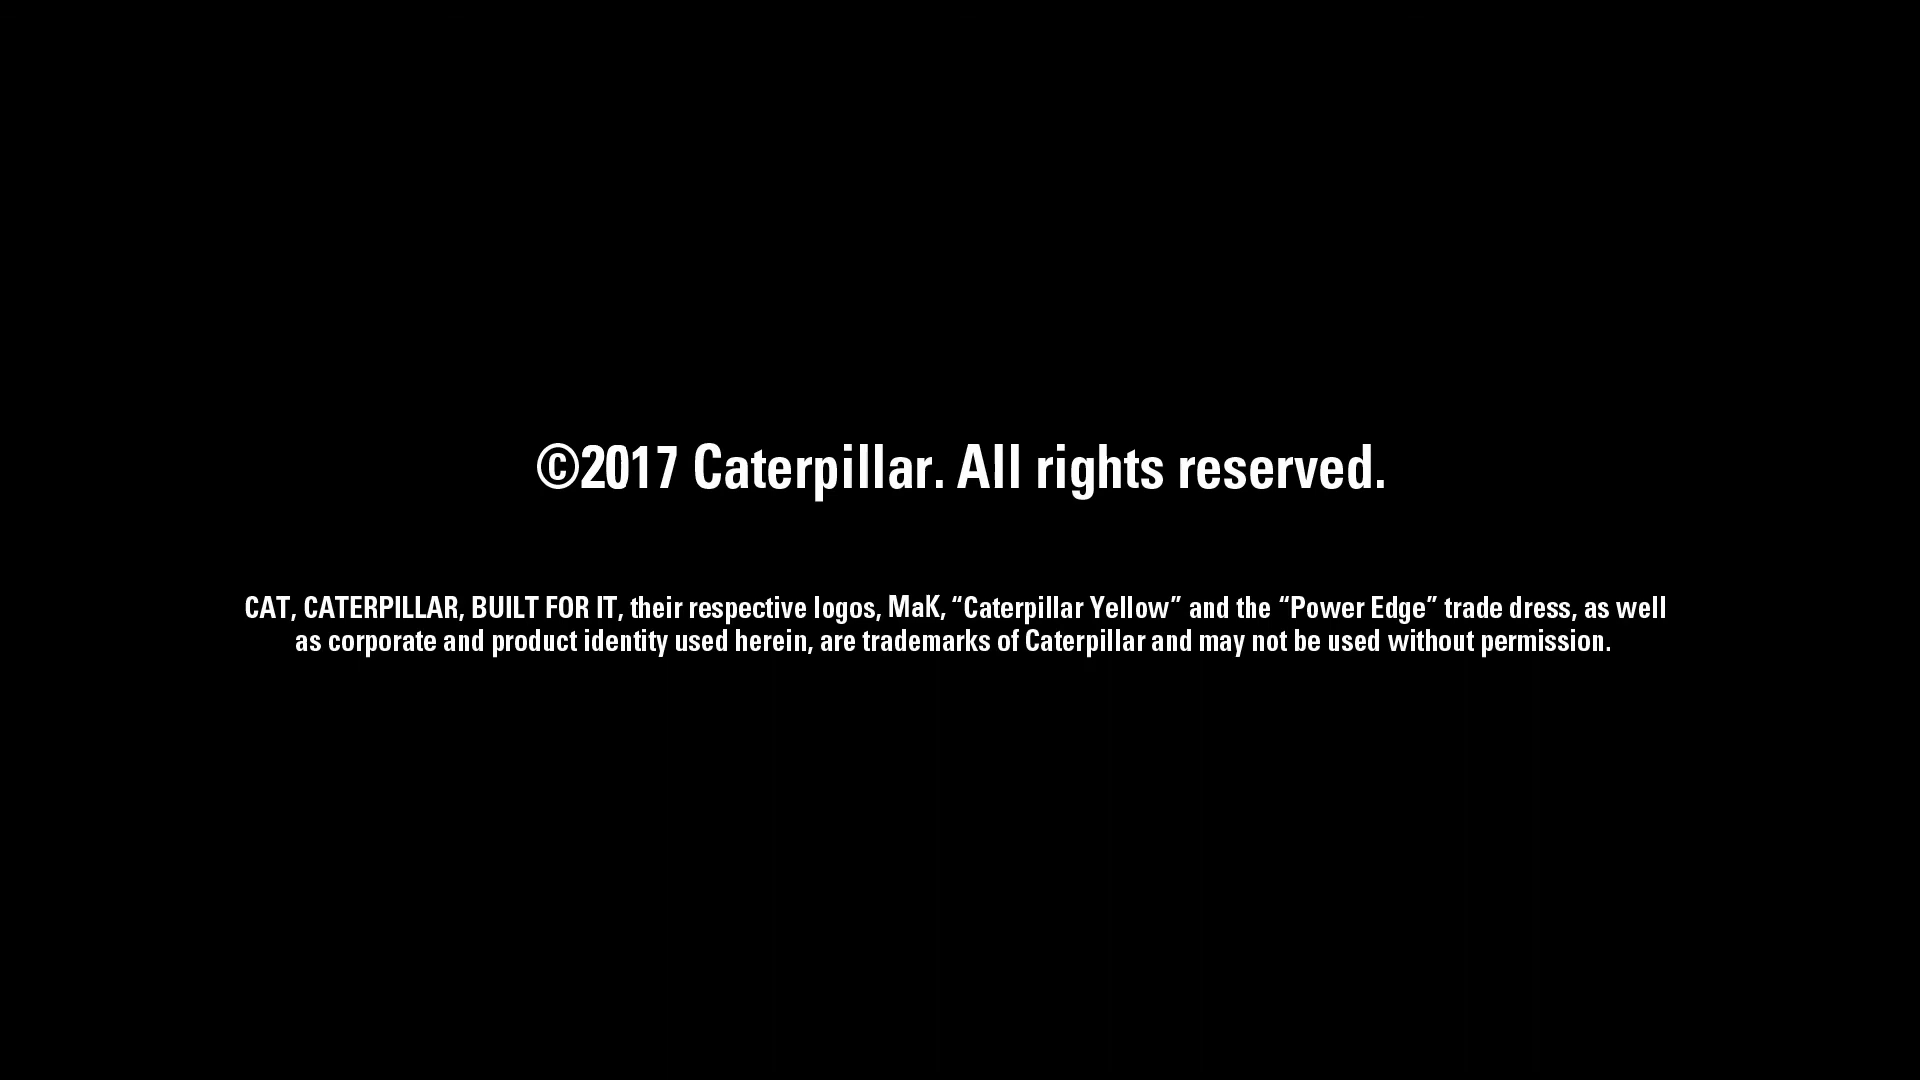 ©2017 Caterpillar. All rights reserved.
CAT, CATERPILLAR, BUILT FOR IT, their respective logos, MaK, “Caterpillar Yellow” and the “Power Edge” trade dress, as well
as corporate and product identity used herein, are trademarks of Caterpillar and may not be used without permission.